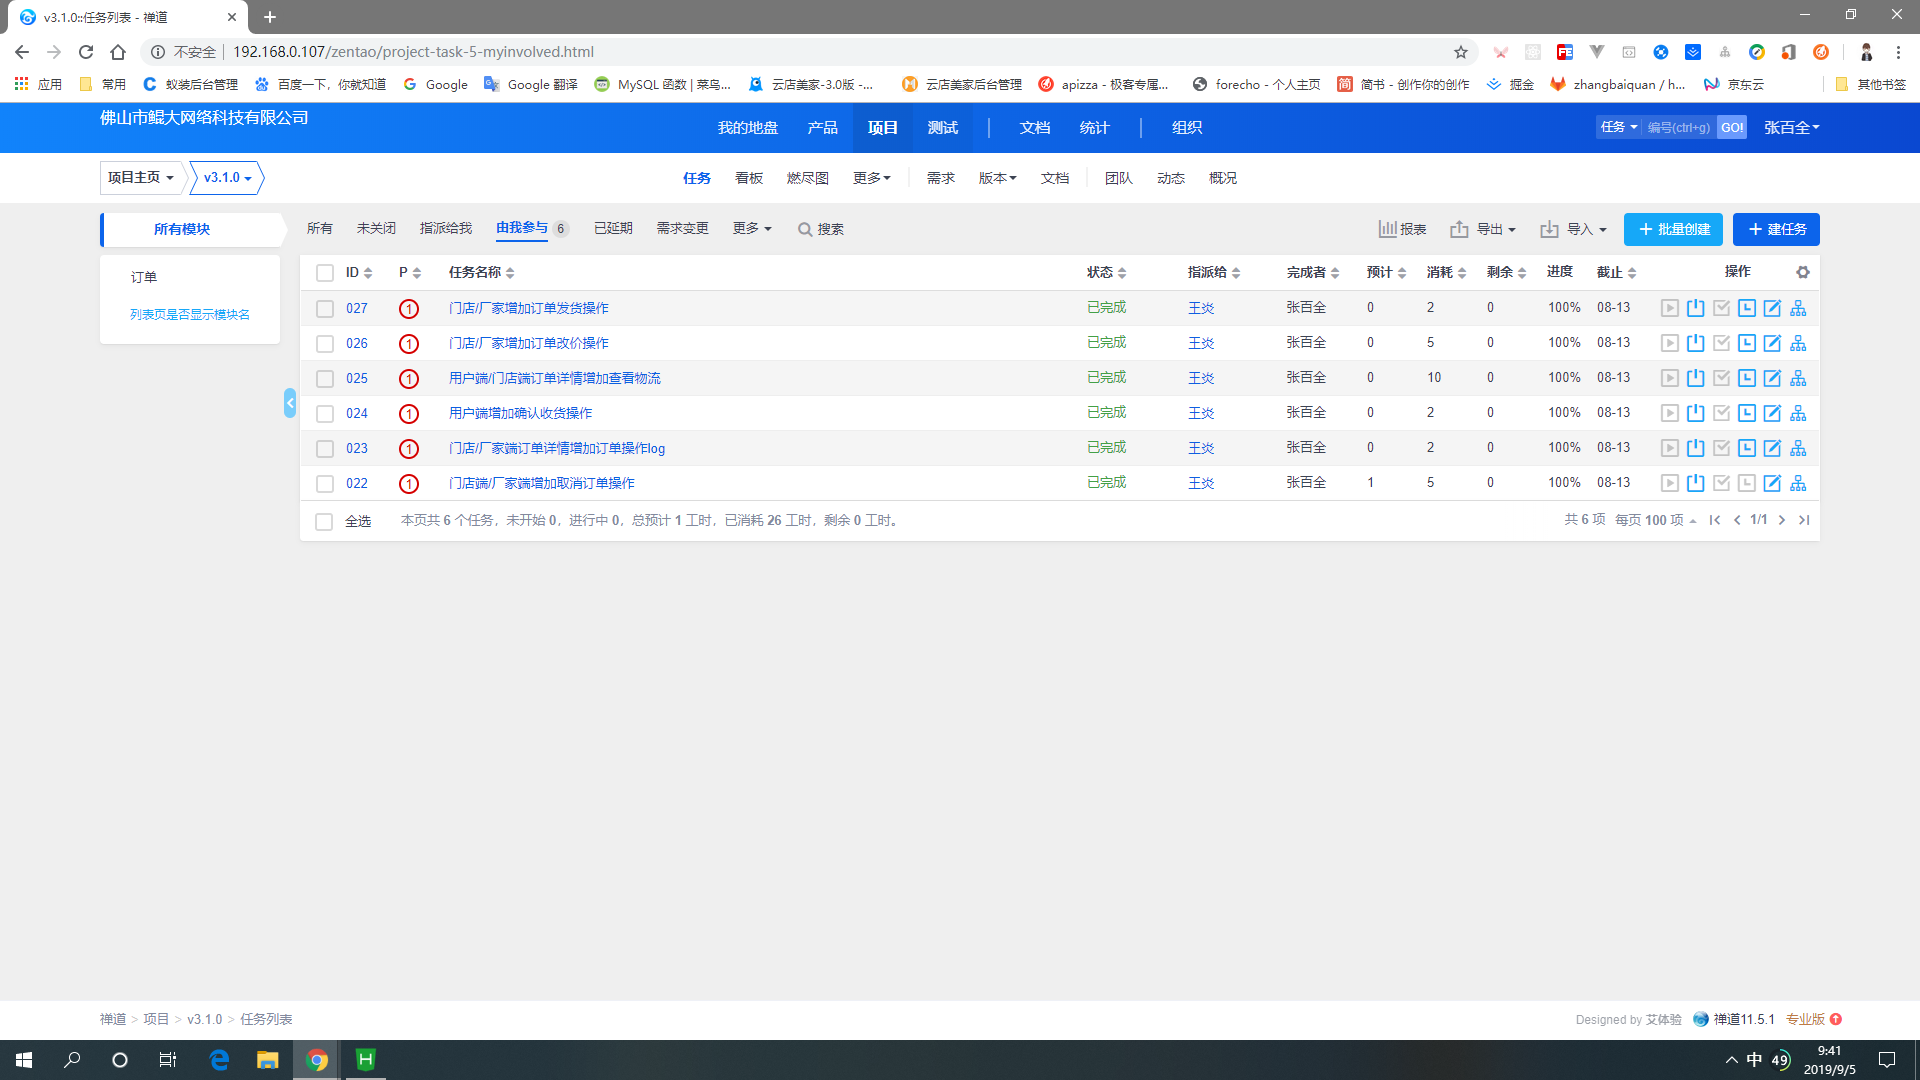 v3.1.0::任务列表 - 禅道
不安全 | 192.168.0.107/zentao/project-task-5-myinvolved.html
应用 常用 蚁装后台管理 百度一下，你就知道 Google Google 翻译 MySQL 函数 | 菜鸟... 云店美家-3.0版 -... 云店美家后台管理 apizza - 极客专属... forecho - 个人主页 简书 - 创作你的创作 掘金 zhangbaiquan / h... 京东云 其他书签
佛山市鲲大网络科技有限公司
我的地盘 产品 项目 测试 文档 统计 组织 任务 编号(ctrl+g) GO! 张百全
项目主页 v3.1.0 任务 看板 燃尽图 更多 需求 版本 文档 团队 动态 概况
所有模块
订单
列表页是否显示模块名
所有 未关闭 指派给我 由我参与 6 已延期 需求变更 更多 搜索 报表 导出 导入 批量创建 建任务
ID P 任务名称 状态 指派给 完成者 预计 消耗 剩余 进度 截止 操作
027 1 门店/厂家增加订单发货操作 已完成 王炎 张百全 0 2 0 100% 08-13
026 1 门店/厂家增加订单改价操作 已完成 王炎 张百全 0 5 0 100% 08-13
025 1 用户端/门店端订单详情增加查看物流 已完成 王炎 张百全 0 10 0 100% 08-13
024 1 用户端增加确认收货操作 已完成 王炎 张百全 0 2 0 100% 08-13
023 1 门店/厂家端订单详情增加订单操作log 已完成 王炎 张百全 0 2 0 100% 08-13
022 1 门店端/厂家端增加取消订单操作 已完成 王炎 张百全 1 5 0 100% 08-13
全选 本页共 6 个任务，未开始 0，进行中 0，总预计 1 工时，已消耗 26 工时，剩余 0 工时。 共 6 项 每页 100 项 1/1
禅道 > 项目 > v3.1.0 > 任务列表 Designed by 艾体验 禅道11.5.1 专业版
中 49 9:41
2019/9/5